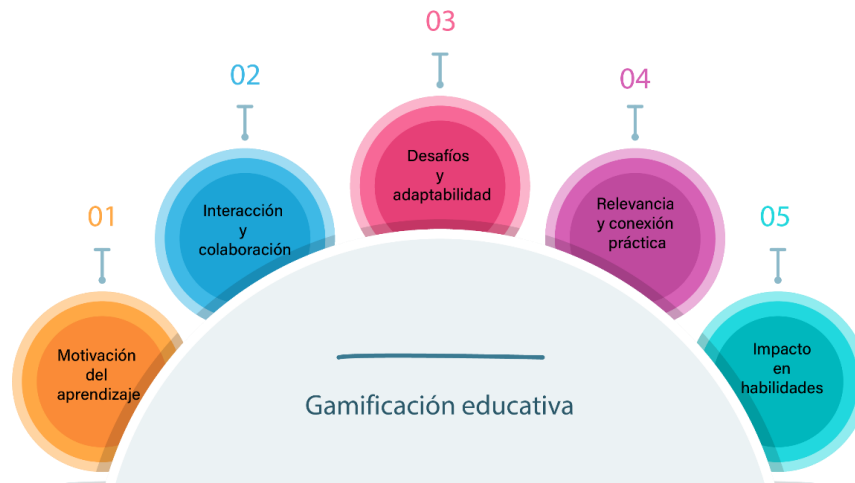 01
Motivación
del
aprendizaje
02
Interacción
y
colaboración
03
Desafíos
y
adaptabilidad
04
Relevancia
y conexión
práctica
05
Impacto
en
habilidades
Gamificación educativa